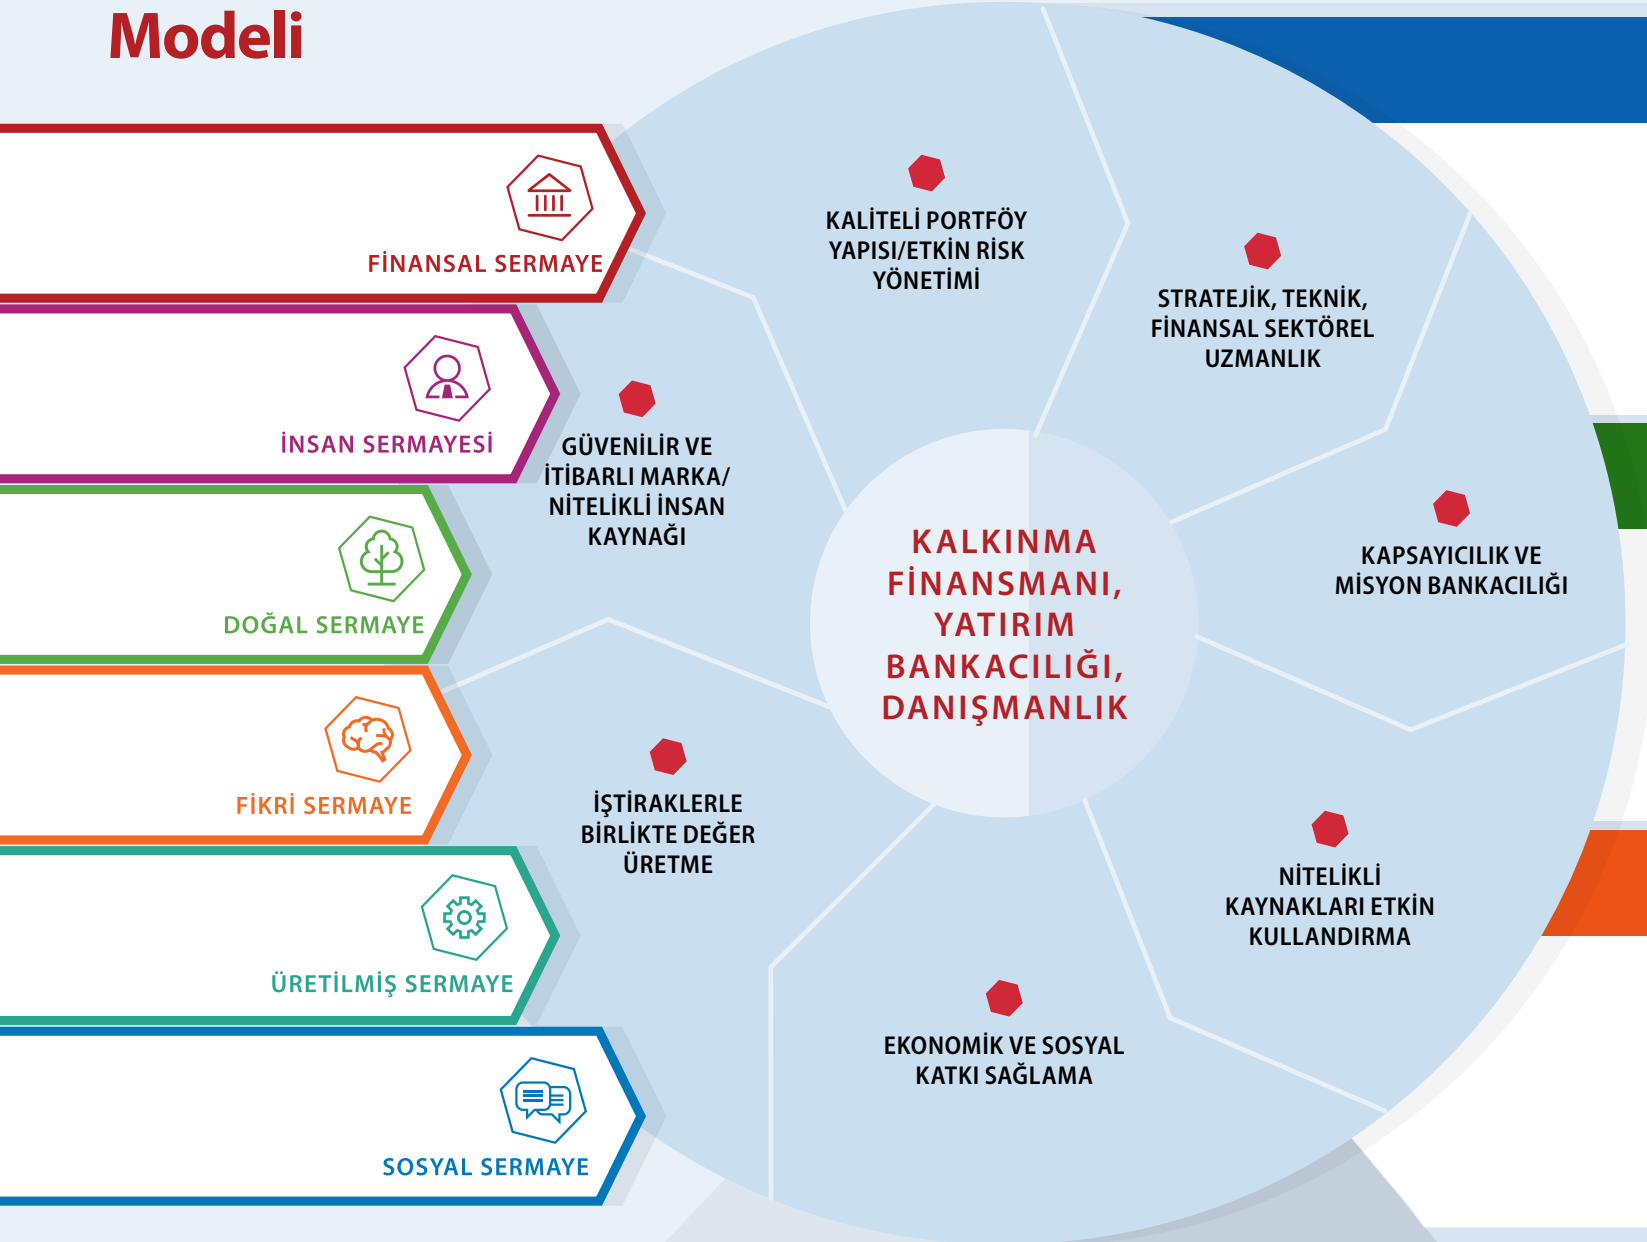 Modeli
FİNANSAL SERMAYE
İNSAN SERMAYESİ
DOĞAL SERMAYE
FİKRİ SERMAYE
ÜRETİLMİŞ SERMAYE
SOSYAL SERMAYE
KALİTELİ PORTFÖY
YAPISI/ETKİN RİSK
YÖNETİMİ
STRATEJİK, TEKNİK,
FİNANSAL SEKTÖREL
UZMANLIK
GÜVENİLİR VE
İTİBARLI MARKA/
NİTELİKLİ İNSAN
KAYNAĞI
KALKINMA
FİNANSMANI,
YATIRIM
BANKACILIĞI,
DANIŞMANLIK
KAPSAYICILIK VE
MİSYON BANKACILIĞI
İŞTİRAKLERLE
BİRLİKTE DEĞER
ÜRETME
NİTELİKLİ
KAYNAKLARI ETKİN
KULLANDIRMA
EKONOMİK VE SOSYAL
KATKI SAĞLAMA